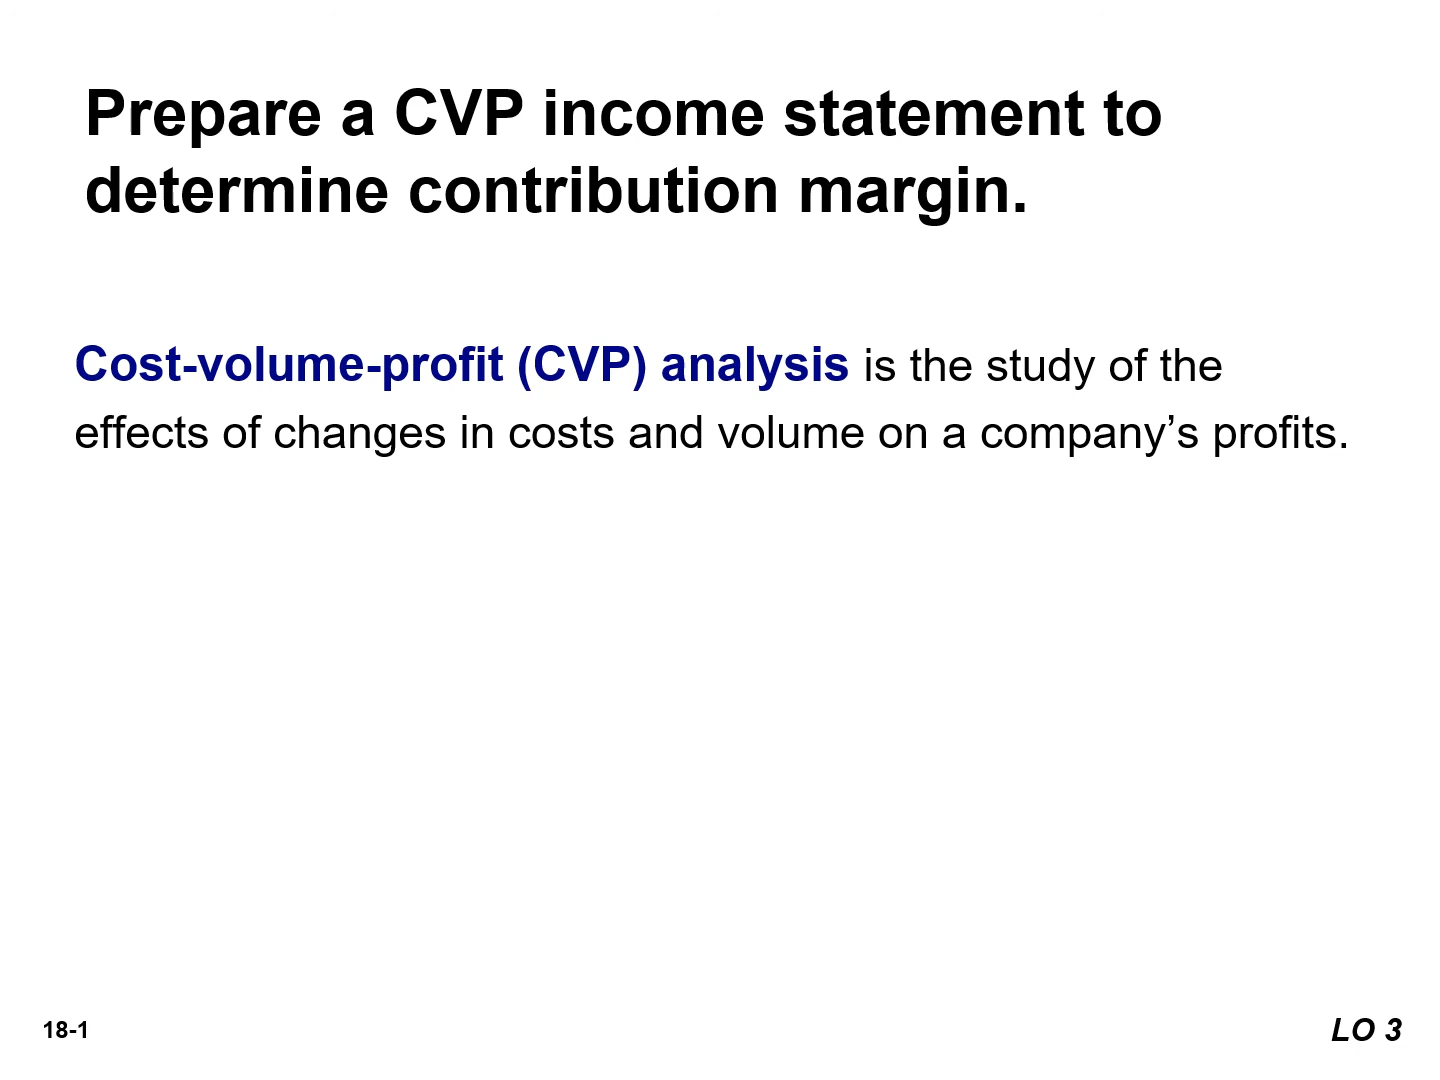 Prepare a CVP income statement to
determine contribution margin.
Cost-volume-profit (CVP) analysis is the study of the
effects of changes in costs and volume on a company’s profits.
18-1
LO 3